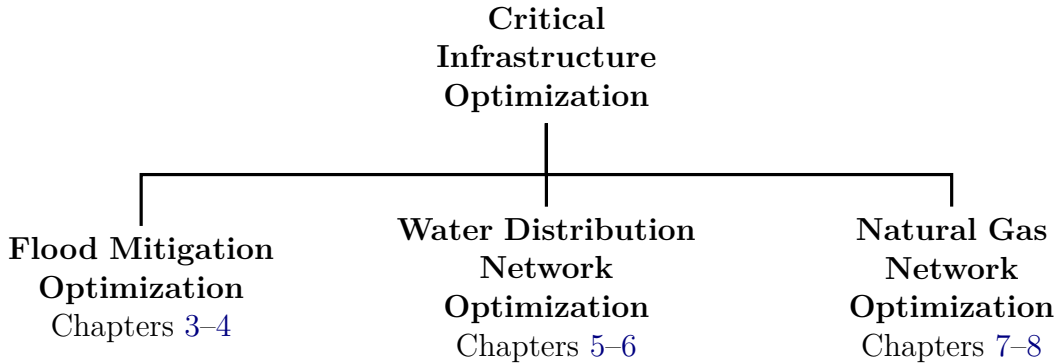 Critical
Infrastructure
Optimization
Flood Mitigation
Optimization
Chapters 3–4
Water Distribution
Network
Optimization
Chapters 5–6
Natural Gas
Network
Optimization
Chapters 7–8